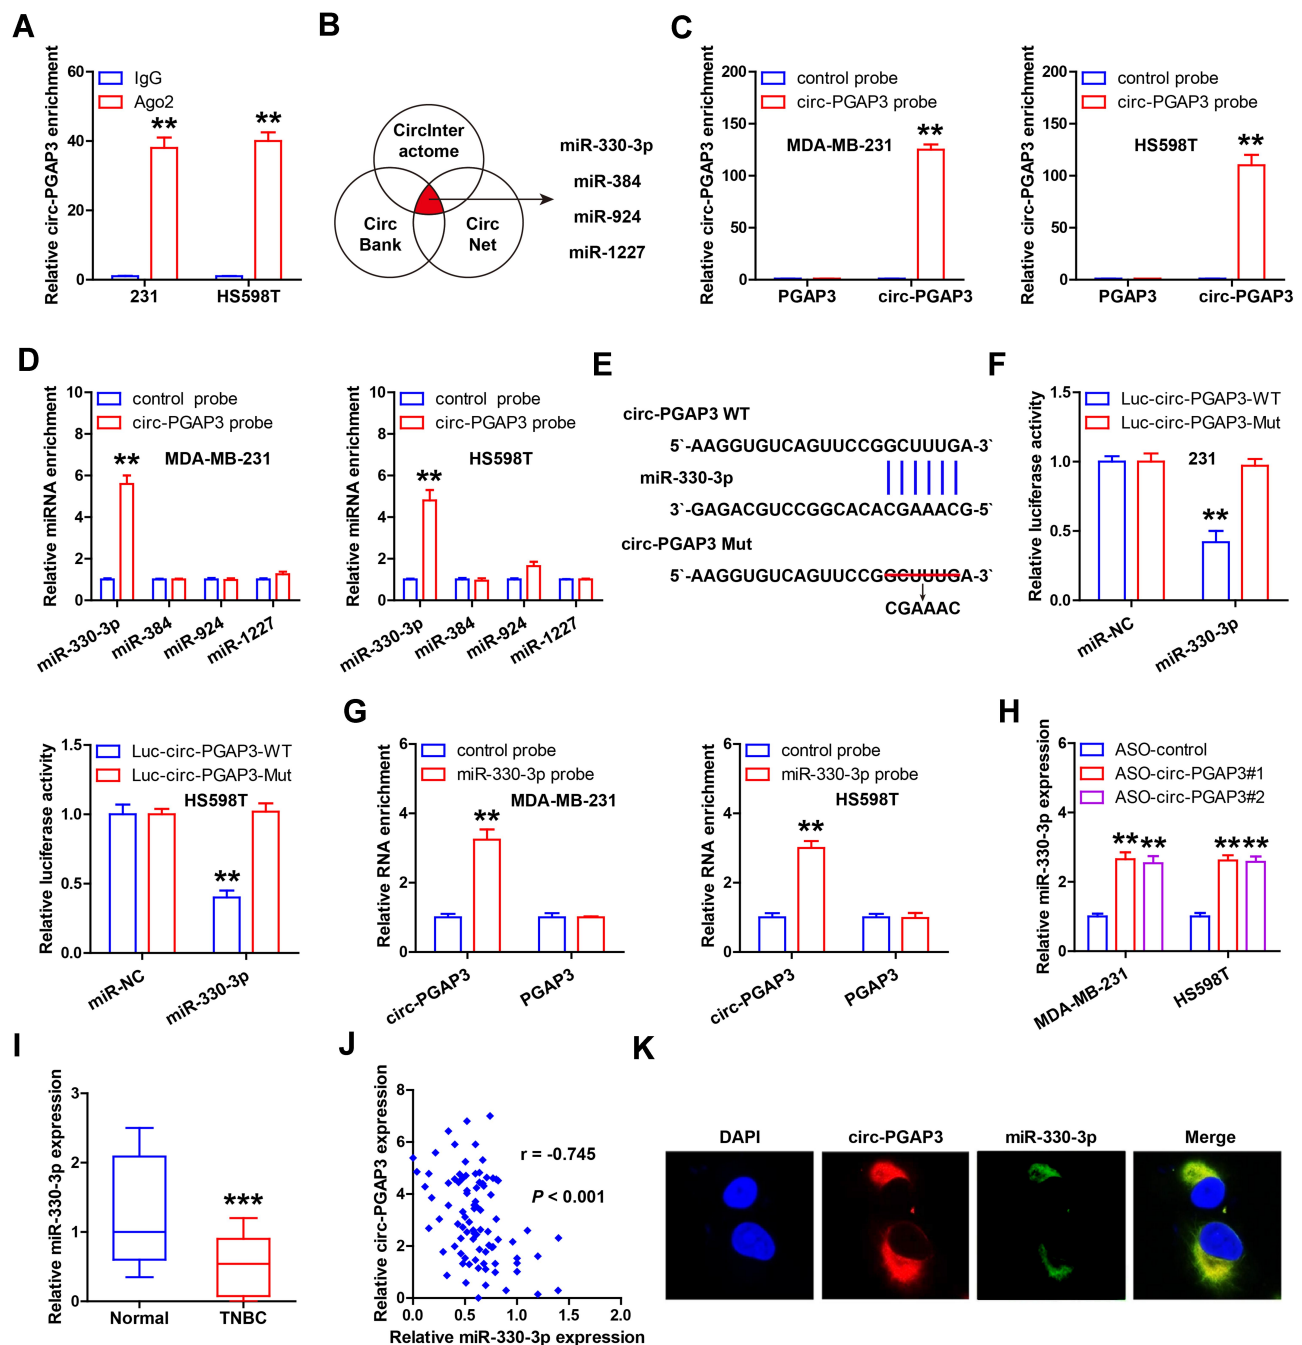 A
Relative circ-PGAP3 enrichment
60
40
20
0
IgG
Ago2
**
**
231
HS598T
B
CircInter
actome
Circ
Bank
Circ
Net
miR-330-3p
miR-384
miR-924
miR-1227
C
Relative circ-PGAP3 enrichment
200
150
100
50
0
control probe
circ-PGAP3 probe
MDA-MB-231
**
PGAP3
circ-PGAP3
Relative circ-PGAP3 enrichment
200
150
100
50
0
control probe
circ-PGAP3 probe
HS598T
**
PGAP3
circ-PGAP3
D
Relative miRNA enrichment
10
8
6
4
2
0
control probe
circ-PGAP3 probe
MDA-MB-231
**
miR-330-3p
miR-384
miR-924
miR-1227
Relative miRNA enrichment
10
8
6
4
2
0
control probe
circ-PGAP3 probe
HS598T
**
miR-330-3p
miR-384
miR-924
miR-1227
E
circ-PGAP3 WT
5`-AAGGUGUCAGUUCCGGCUUUGA-3`
miR-330-3p
3`-GAGACGUCCGGCACACGAAACG-5`
circ-PGAP3 Mut
5`-AAGGUGUCAGUUCCGGCUUUGA-3`
CGAAAC
F
Relative luciferase activity
1.5
1.0
0.5
0.0
Luc-circ-PGAP3-WT
Luc-circ-PGAP3-Mut
231
**
miR-NC
miR-330-3p
Relative luciferase activity
1.5
1.0
0.5
0.0
Luc-circ-PGAP3-WT
Luc-circ-PGAP3-Mut
HS598T
**
miR-NC
miR-330-3p
G
Relative RNA enrichment
6
4
2
0
control probe
miR-330-3p probe
MDA-MB-231
**
circ-PGAP3
PGAP3
Relative RNA enrichment
6
4
2
0
control probe
miR-330-3p probe
HS598T
**
circ-PGAP3
PGAP3
H
Relative miR-330-3p expression
6
4
2
0
ASO-control
ASO-circ-PGAP3#1
ASO-circ-PGAP3#2
** **
** **
MDA-MB-231
HS598T
I
Relative miR-330-3p expression
3
2
1
0
***
Normal
TNBC
J
Relative circ-PGAP3 expression
8
6
4
2
0
r = -0.745
P < 0.001
0.0
0.5
1.0
1.5
2.0
Relative miR-330-3p expression
K
DAPI
circ-PGAP3
miR-330-3p
Merge